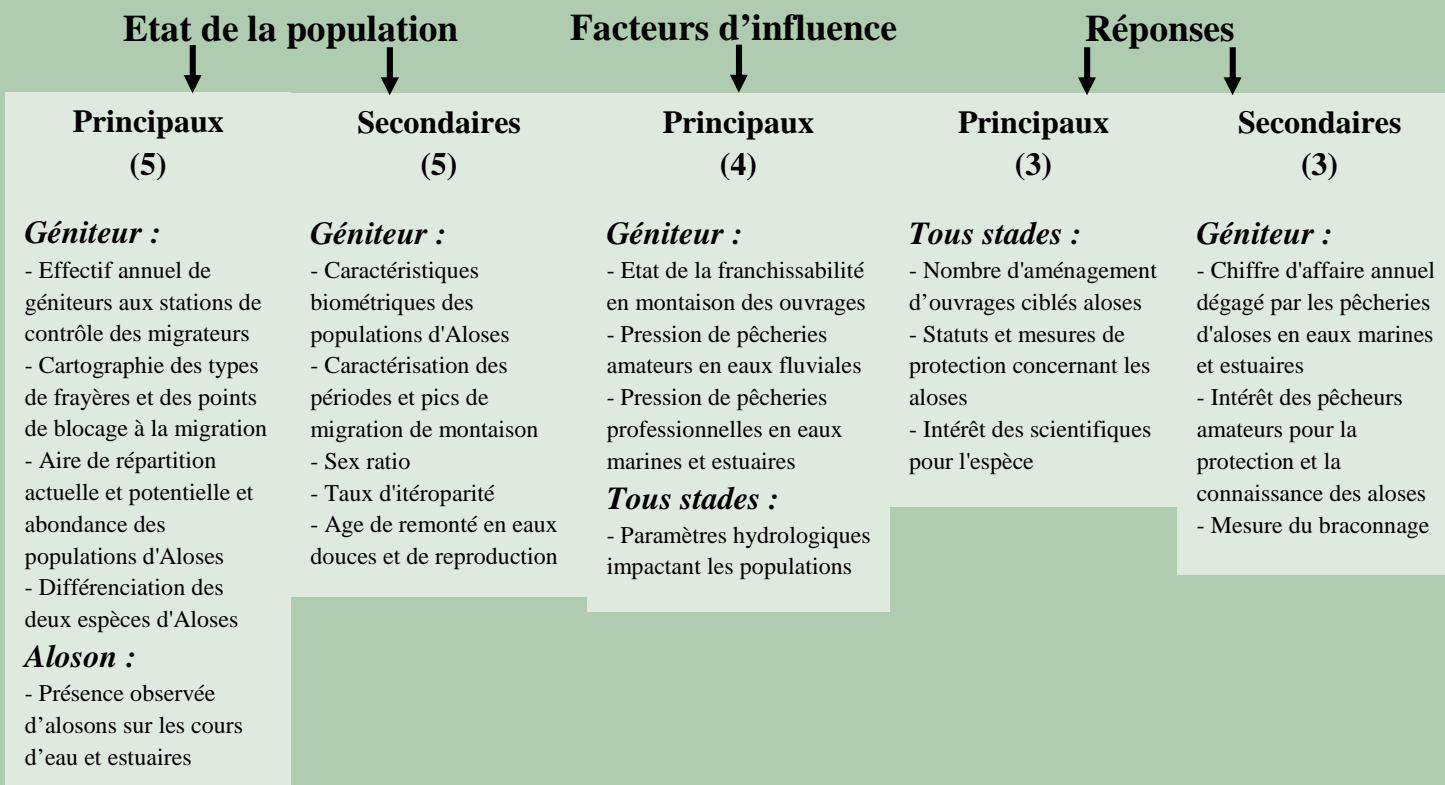 Etat de la population
Facteurs d’influence
Réponses
Principaux
(5)
Géniteur :
- Effectif annuel de
géniteurs aux stations de
contrôle des migrateurs
- Cartographie des types
de frayères et des points
de blocage à la migration
- Aire de répartition
actuelle et potentielle et
abondance des
populations d'Aloses
- Différenciation des
deux espèces d'Aloses
Aloson :
- Présence observée
d’alosons sur les cours
d’eau et estuaires
Secondaires
(5)
Géniteur :
- Caractéristiques
biométriques des
populations d'Aloses
- Caractérisation des
périodes et pics de
migration de montaison
- Sex ratio
- Taux d'itéroparité
- Age de remonté en eaux
douces et de reproduction
Principaux
(4)
Géniteur :
- Etat de la franchissabilité
en montaison des ouvrages
- Pression de pêcheries
amateurs en eaux fluviales
- Pression de pêcheries
professionnelles en eaux
marines et estuaires
Tous stades :
- Paramètres hydrologiques
impactant les populations
Principaux
(3)
Tous stades :
- Nombre d'aménagement
d’ouvrages ciblés aloses
- Statuts et mesures de
protection concernant les
aloses
- Intérêt des scientifiques
pour l'espèce
Secondaires
(3)
Géniteur :
- Chiffre d'affaire annuel
dégagé par les pêcheries
d'aloses en eaux marines
et estuaires
- Intérêt des pêcheurs
amateurs pour la
protection et la
connaissance des aloses
- Mesure du braconnage